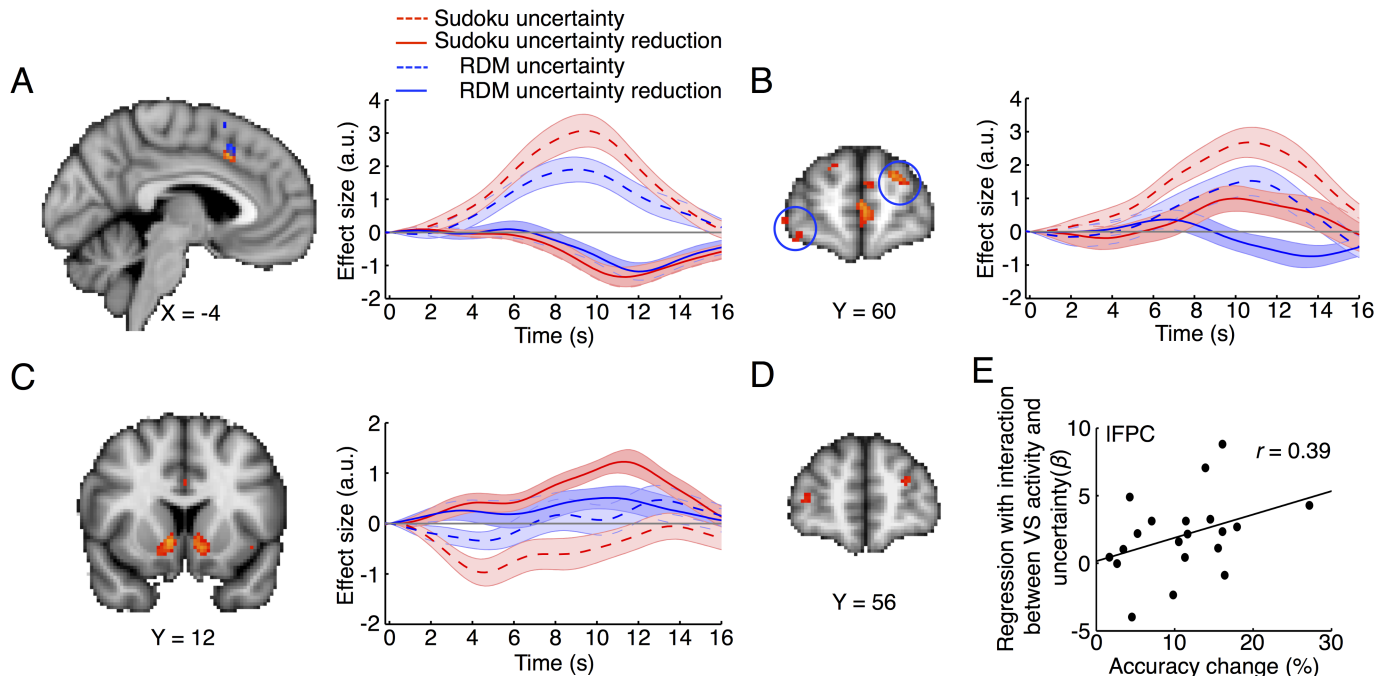 Sudoku uncertainty
Sudoku uncertainty reduction
RDM uncertainty
RDM uncertainty reduction
A
X = -4
Effect size (a.u.)
4
3
2
1
0
-1
-2
0 2 4 6 8 10 12 14 16
Time (s)
B
Y = 60
Effect size (a.u.)
4
3
2
1
0
-1
-2
0 2 4 6 8 10 12 14 16
Time (s)
C
Y = 12
Effect size (a.u.)
2
1
0
-1
-2
0 2 4 6 8 10 12 14 16
Time (s)
D
Y = 56
E
Regression with interaction
between VS activity and
uncertainty(β)
10
5
0
-5
lFPC
r = 0.39
0 10 20 30
Accuracy change (%)